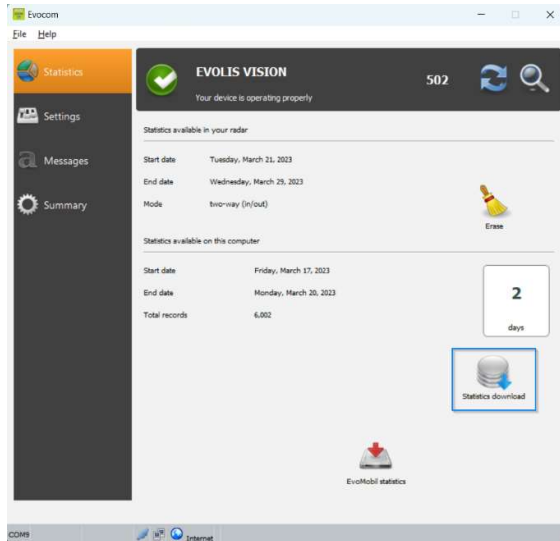 Evocom
File Help
Statistics
Settings
Messages
Summary
EVOLIS VISION
502
Your device is operating properly
Statistics available in your radar
Start date Tuesday, March 21, 2023
End date Wednesday, March 29, 2023
Mode two-way (in/out)
Erase
Statistics available on this computer
Start date Friday, March 17, 2023
End date Monday, March 20, 2023
Total records 6,002
2
days
Statistics download
EvoMobil statistics
COM9 Internet